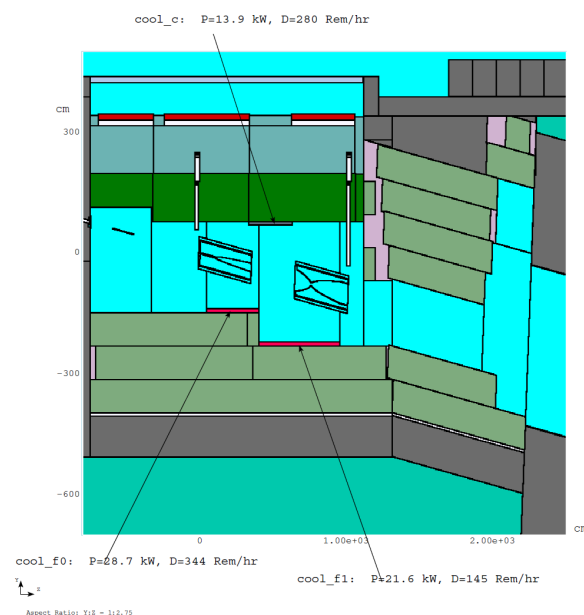 cool_c: P=13.9 kW, D=280 Rem/hr
cm
300
0
-300
-600
0 1.00e+03 2.00e+03
cm
cool_f0: P=28.7 kW, D=344 Rem/hr
cool_f1: P=21.6 kW, D=145 Rem/hr
Y
Z
Aspect Ratio: Y:Z = 1:2.75